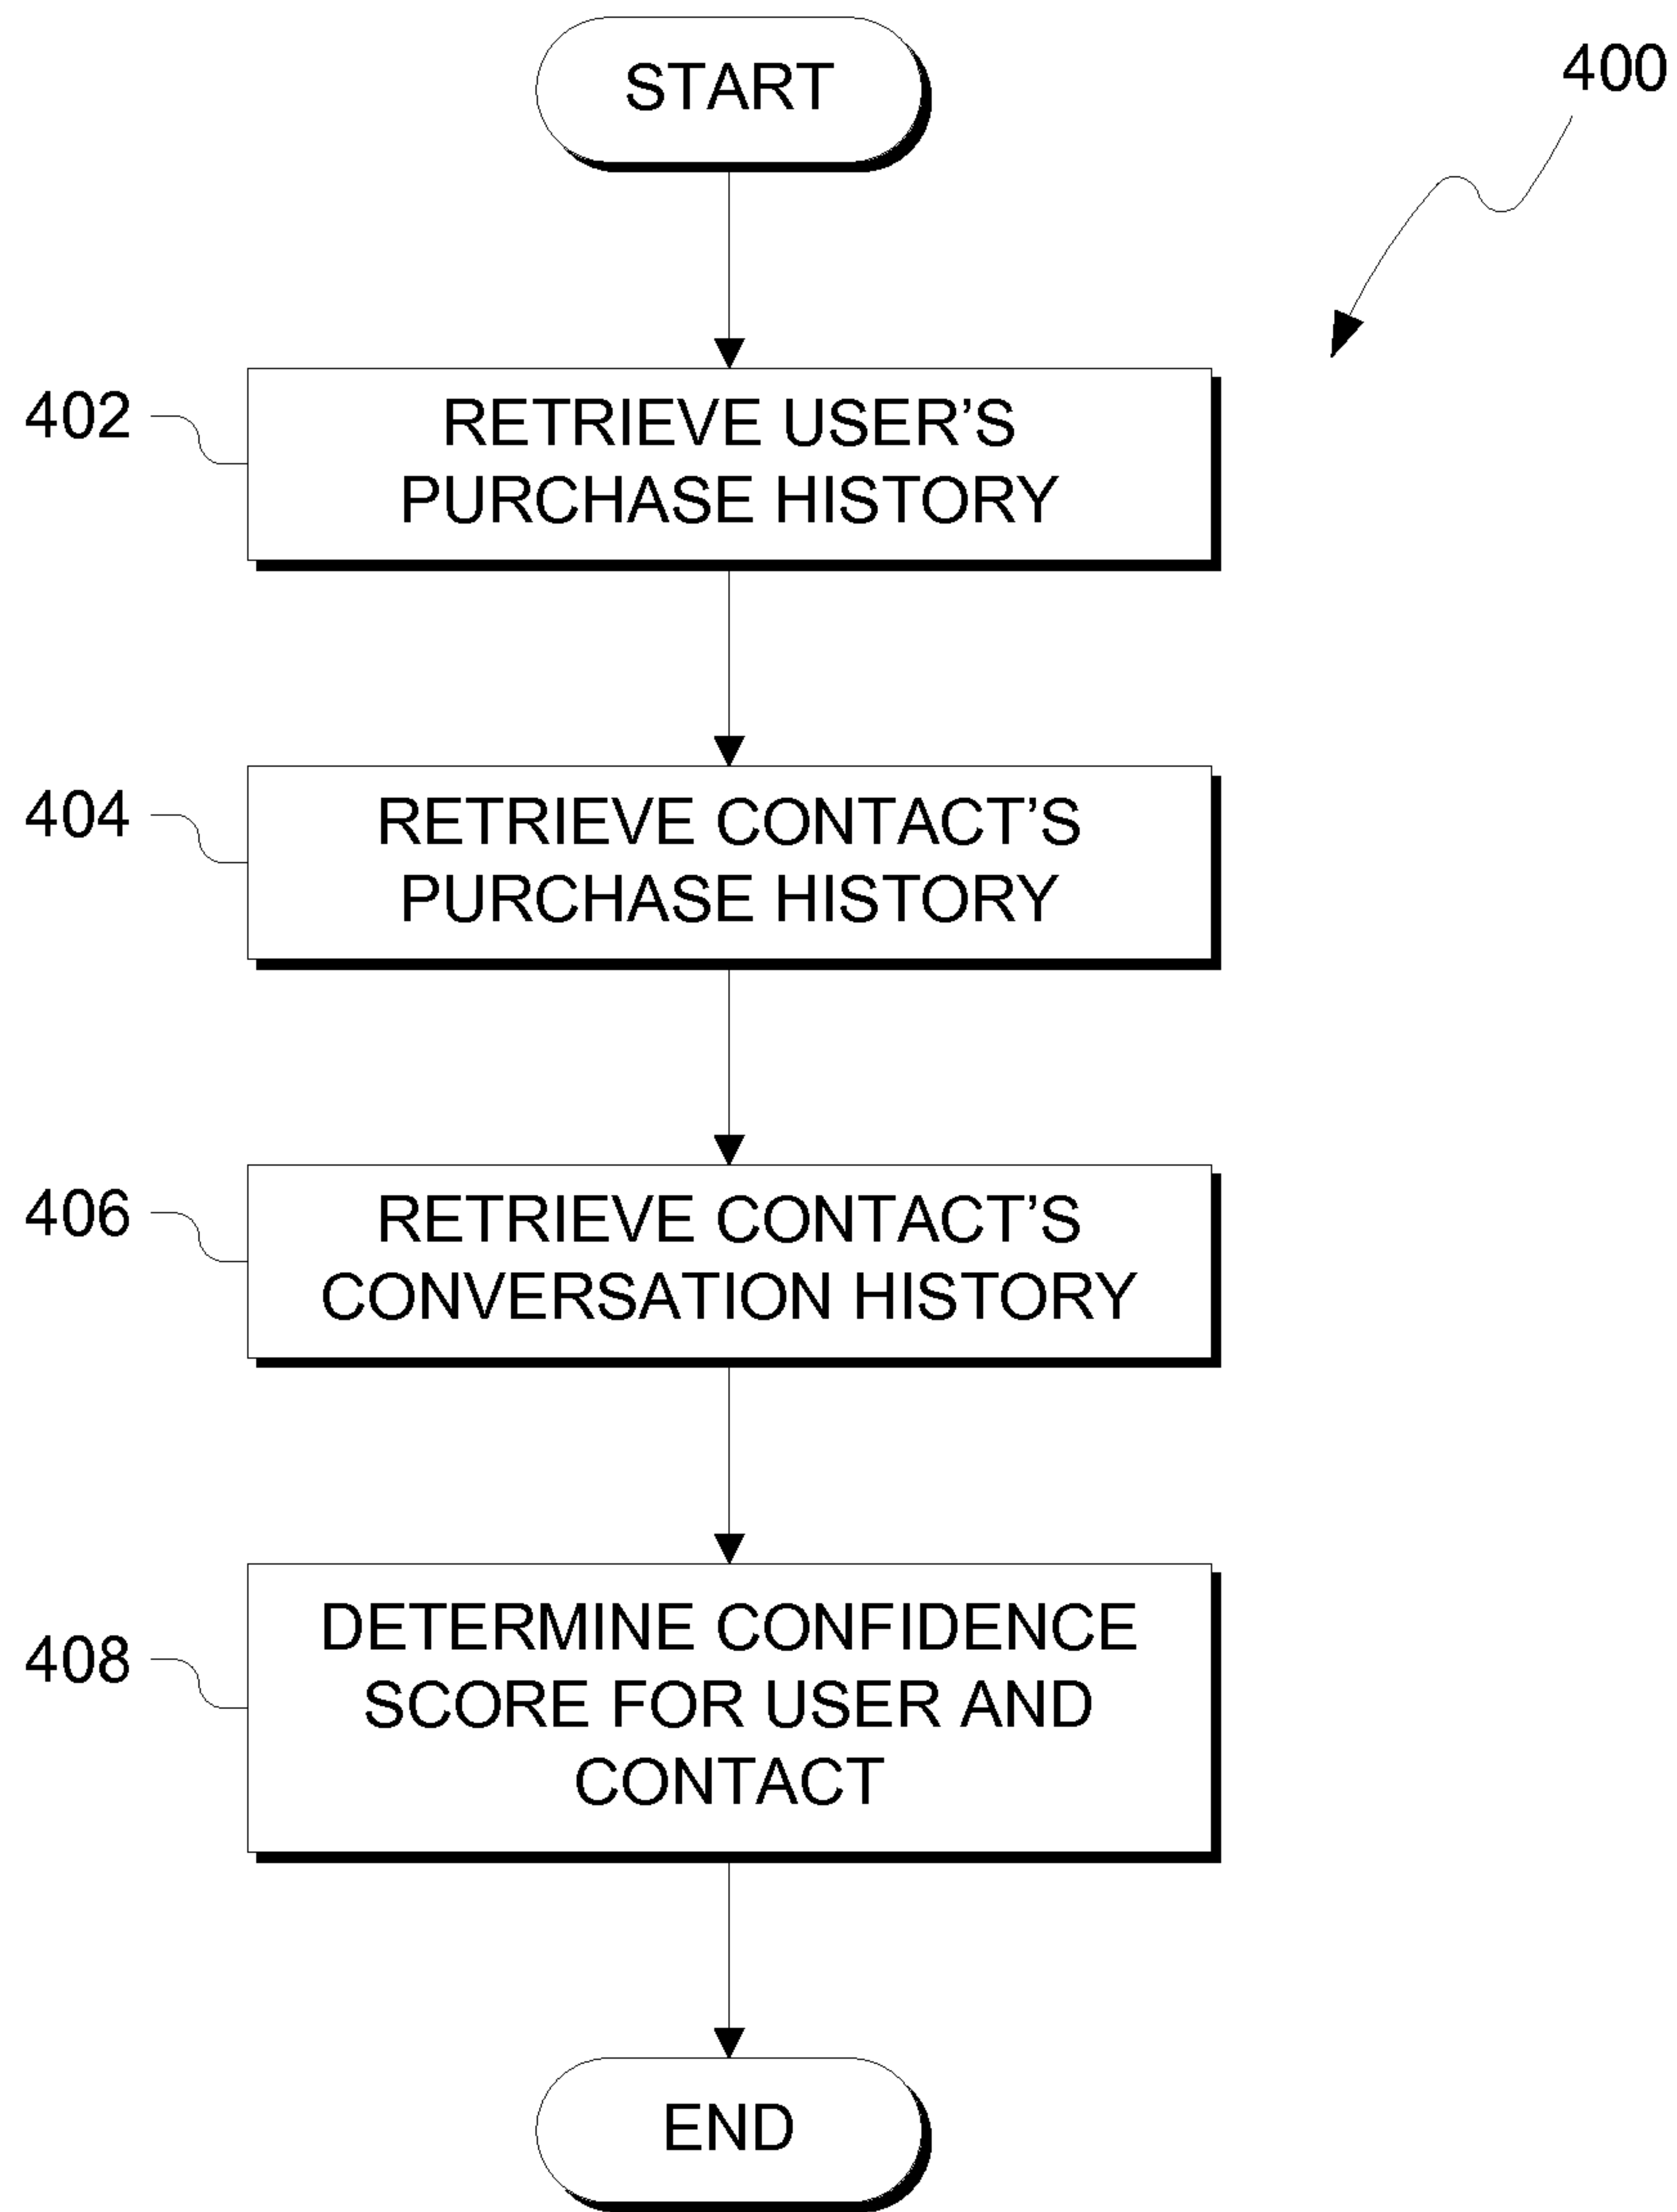 START
400
402
RETRIEVE USER’S
PURCHASE HISTORY
404
RETRIEVE CONTACT’S
PURCHASE HISTORY
406
RETRIEVE CONTACT’S
CONVERSATION HISTORY
408
DETERMINE CONFIDENCE
SCORE FOR USER AND
CONTACT
END